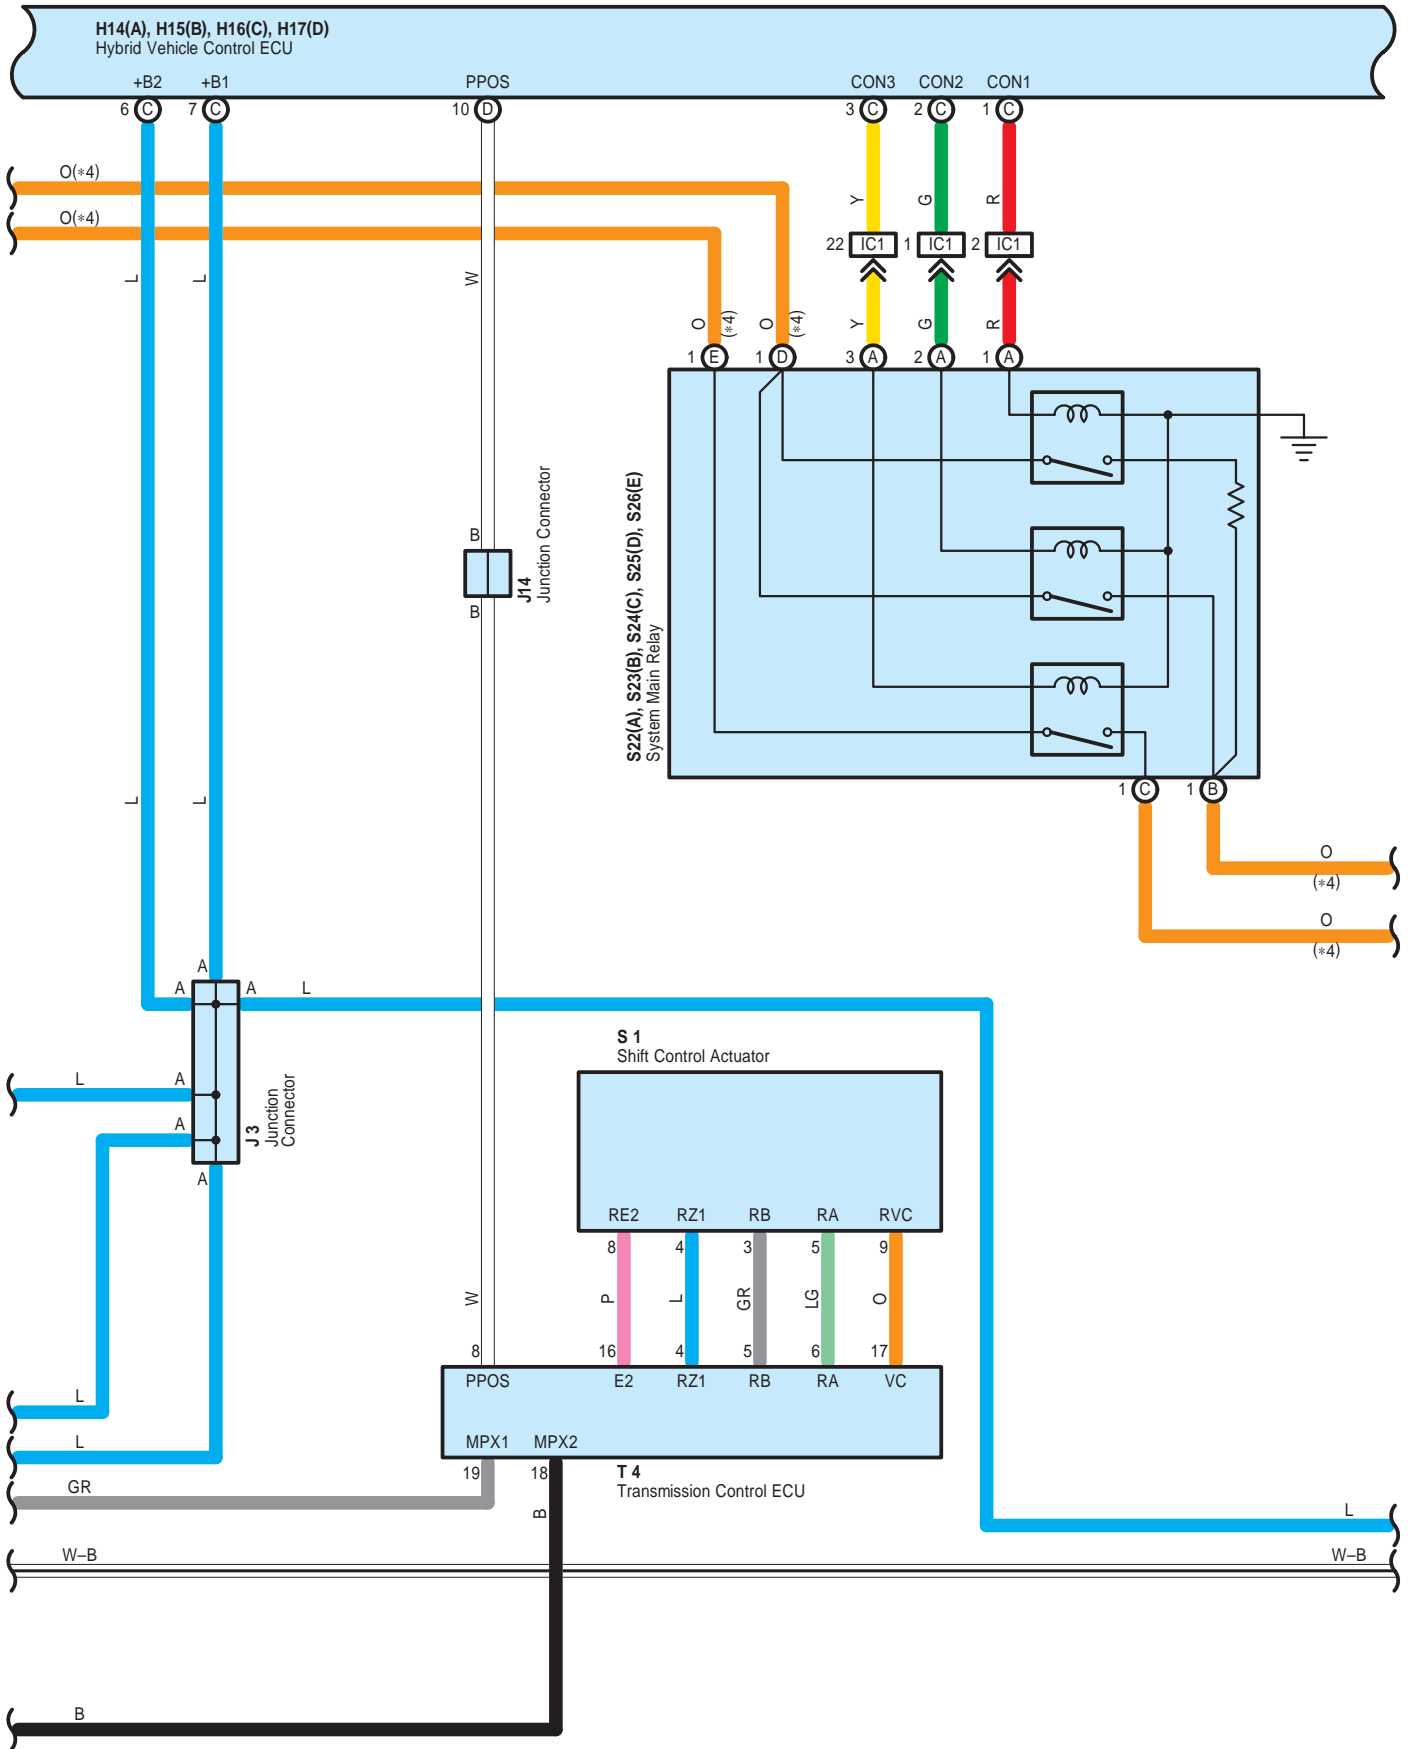 H14(A), H15(B), H16(C), H17(D)
Hybrid Vehicle Control ECU
+B2 +B1 PPOS CON3 CON2 CON1
6 C 7 C 10 D 3 C 2 C 1 C
O(*4)
O(*4)
Y G R
22 IC1 1 IC1 2 IC1
L L W
O (*4) O (*4) Y G R
1 E 1 D 3 A 2 A 1 A
S22(A), S23(B), S24(C), S25(D), S26(E)
System Main Relay
B
J14
Junction Connector
B
L L
1 C 1 B
O
(*4)
O
(*4)
A
A A L
S 1
Shift Control Actuator
L A
A
J 3
Junction
Connector
A
RE2 RZ1 RB RA RVC
8 4 3 5 9
W P L GR LG O
8 16 4 5 6 17
PPOS E2 RZ1 RB RA VC
L
L
MPX1 MPX2
19 18
T 4
Transmission Control ECU
GR
B
L
W–B W–B
B